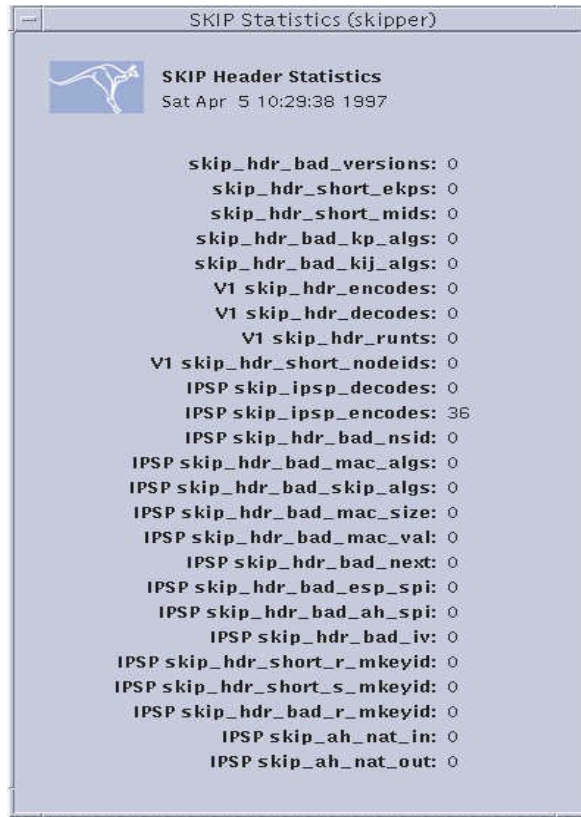 SKIP Statistics (skipper)
SKIP Header Statistics
Sat Apr 5 10:29:38 1997
skip_hdr_bad_versions: 0
skip_hdr_short_ekps: 0
skip_hdr_short_mids: 0
skip_hdr_bad_kp_algs: 0
skip_hdr_bad_kij_algs: 0
V1 skip_hdr_encodes: 0
V1 skip_hdr_decodes: 0
V1 skip_hdr_runts: 0
V1 skip_hdr_short_nodeids: 0
IPSP skip_ipsp_decodes: 0
IPSP skip_ipsp_encodes: 36
IPSP skip_hdr_bad_nsid: 0
IPSP skip_hdr_bad_mac_algs: 0
IPSP skip_hdr_bad_skip_algs: 0
IPSP skip_hdr_bad_mac_size: 0
IPSP skip_hdr_bad_mac_val: 0
IPSP skip_hdr_bad_next: 0
IPSP skip_hdr_bad_esp_spi: 0
IPSP skip_hdr_bad_ah_spi: 0
IPSP skip_hdr_bad_iv: 0
IPSP skip_hdr_short_r_mkeyid: 0
IPSP skip_hdr_short_s_mkeyid: 0
IPSP skip_hdr_bad_r_mkeyid: 0
IPSP skip_ah_nat_in: 0
IPSP skip_ah_nat_out: 0